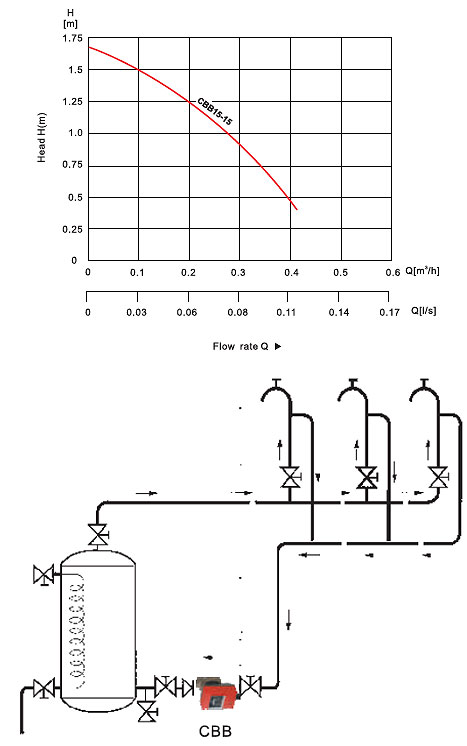 H
[m]
1.75
1.5
1.25
1.0
0.75
0.5
0.25
0
Head H(m)
CBB15-15
0 0.1 0.2 0.3 0.4 0.5 0.6 Q[m³/h]
0 0.03 0.06 0.08 0.11 0.14 0.17 Q[l/s]
Flow rate Q ►
CBB